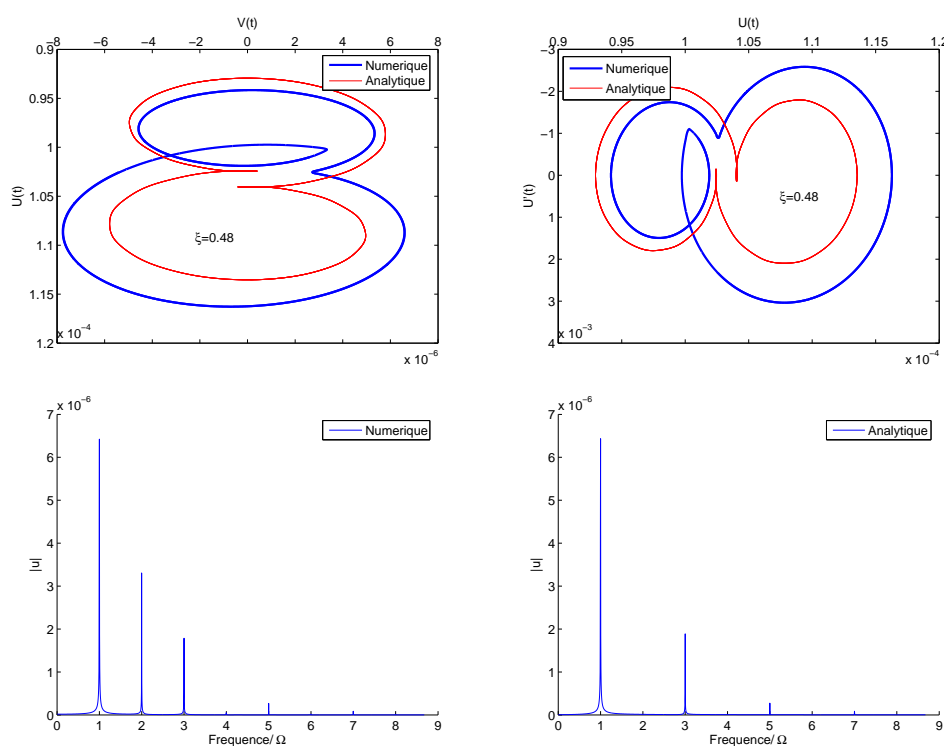 V(t)
−8 −6 −4 −2 0 2 4 6 8
0.9
0.95
1
1.05
1.1
1.15
1.2
U(t)
Numerique
Analytique
ξ=0.48
x 10−4
x 10−6
U(t)
0.9 0.95 1 1.05 1.1 1.15 1.2
−3
−2
−1
0
1
2
3
4
U'(t)
Numerique
Analytique
ξ=0.48
x 10−3
x 10−4
x 10−6
7
6
5
4
3
2
1
0
|u|
Numerique
0 1 2 3 4 5 6 7 8 9
Frequence/ Ω
x 10−6
7
6
5
4
3
2
1
0
|u|
Analytique
0 1 2 3 4 5 6 7 8 9
Frequence/ Ω